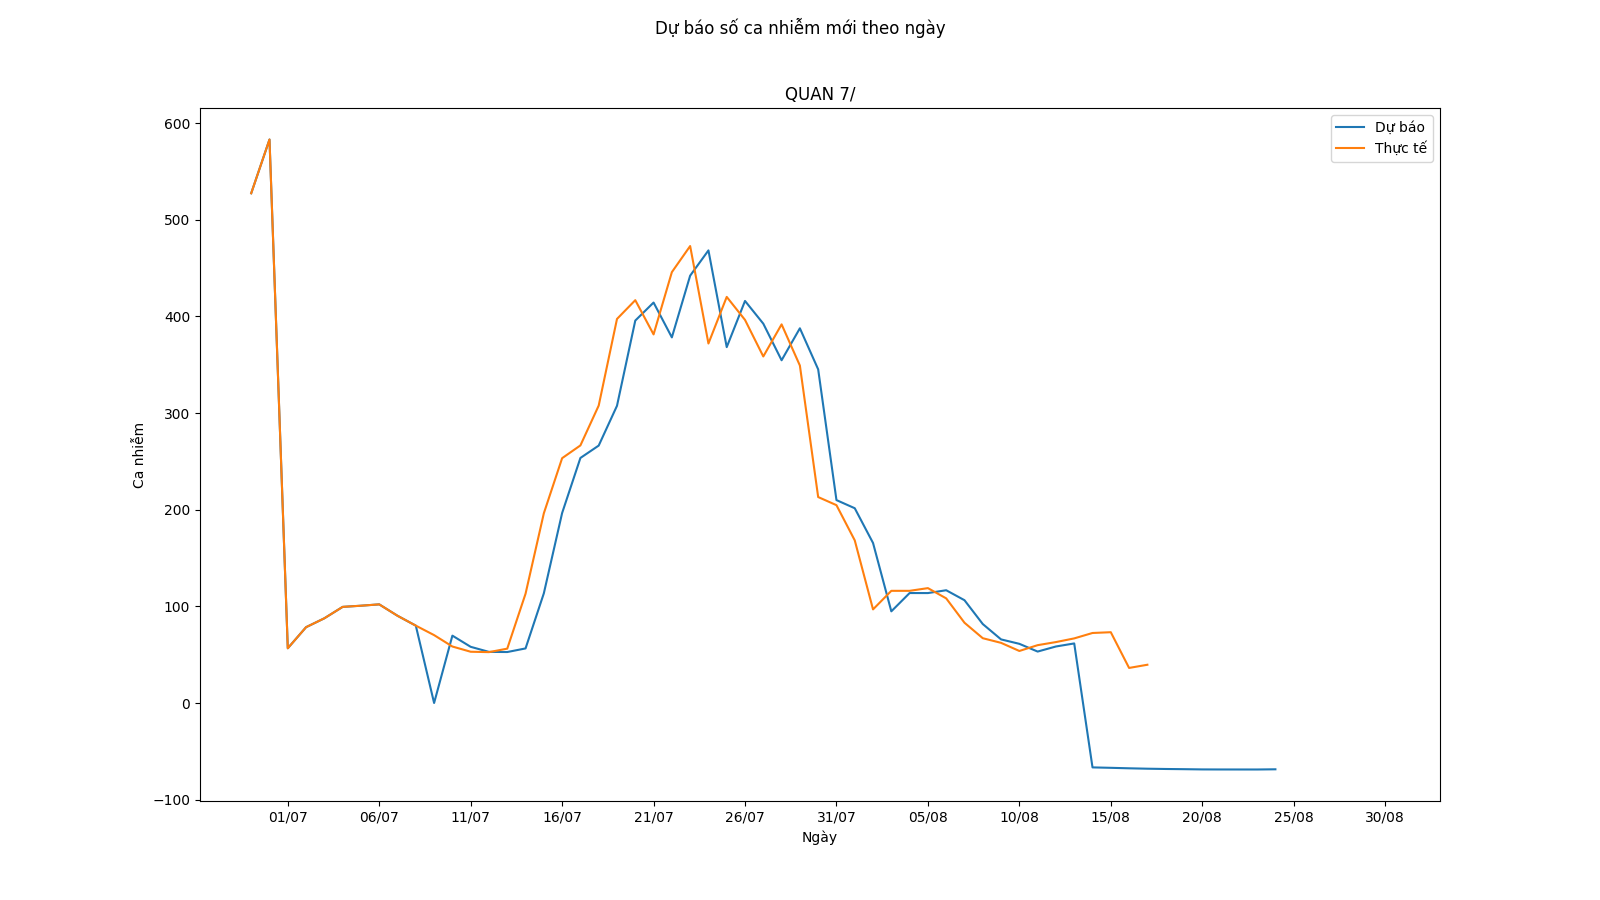 Dự báo số ca nhiễm mới theo ngày
QUAN 7/
Dự báo
Thực tế
600
500
400
300
200
100
0
−100
Ca nhiễm
01/07 06/07 11/07 16/07 21/07 26/07 31/07 05/08 10/08 15/08 20/08 25/08 30/08
Ngày